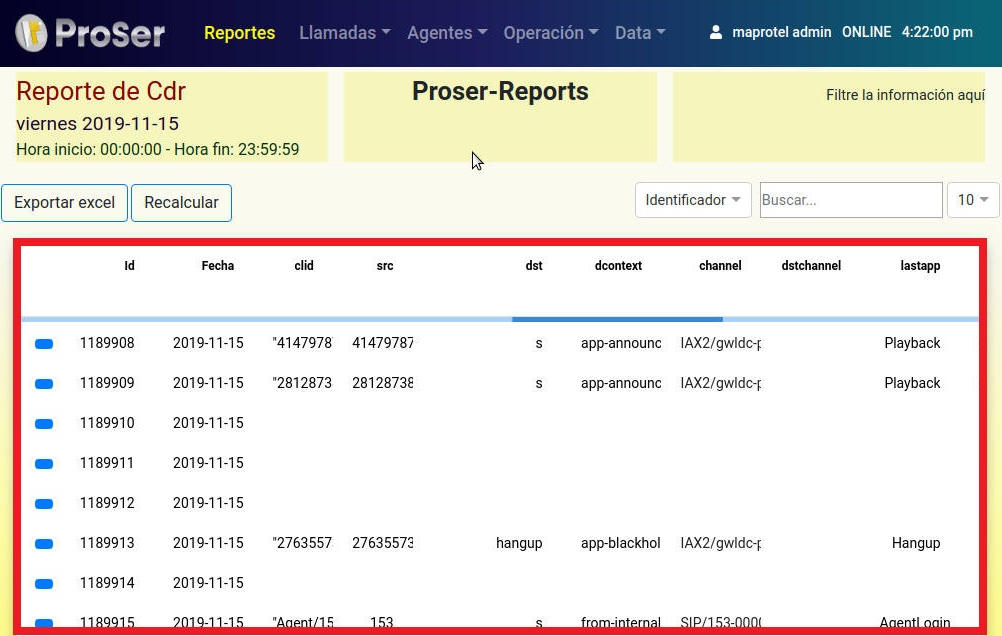 ProSer Reportes Llamadas Agentes Operación Data maprotel admin ONLINE 4:22:00 pm
Reporte de Cdr
viernes 2019-11-15
Hora inicio: 00:00:00 - Hora fin: 23:59:59
Proser-Reports
Filtre la información aquí
Exportar excel Recalcular Identificador Buscar... 10
Id Fecha clid src dst dcontext channel dstchannel lastapp
1189908 2019-11-15 "4147978 41479787 s app-announc IAX2/gwldc-p Playback
1189909 2019-11-15 "2812873 28128738 s app-announc IAX2/gwldc-p Playback
1189910 2019-11-15
1189911 2019-11-15
1189912 2019-11-15
1189913 2019-11-15 "2763557 27635573 hangup app-blackhol IAX2/gwldc-p Hangup
1189914 2019-11-15
1189915 2019-11-15 "Agent/15 153 s from-internal SIP/153-0000 AgentLogin